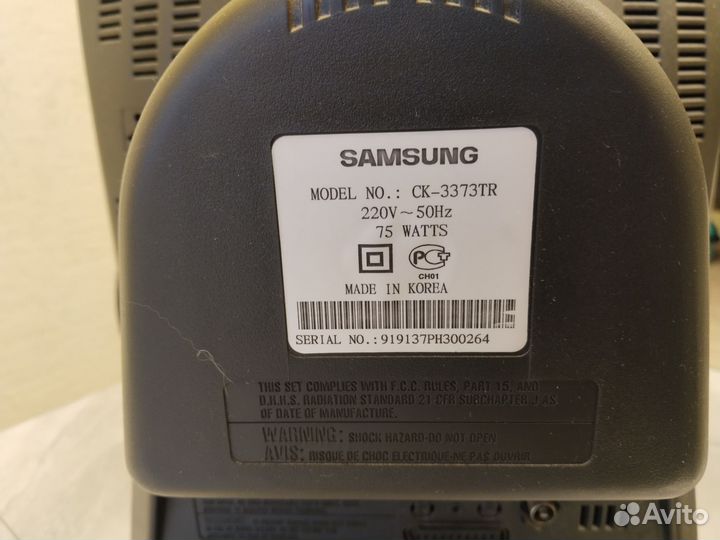 SAMSUNG
MODEL NO.: CK-3373TR
220V~50Hz
75 WATTS
PC
CH01
MADE IN KOREA
SERIAL NO.:919137PH300264
THIS SET COMPLIES WITH F.C.C. RULES, PART 15, AND
D.H.H.S. RADIATION STANDARD 21 CFR SUBCHAPTER J AS
OF DATE OF MANUFACTURE.
WARNING: SHOCK HAZARD-DO NOT OPEN
AVIS: RISQUE DE CHOC ELECTRIQUE-NE PAS OUVRIR
Avito